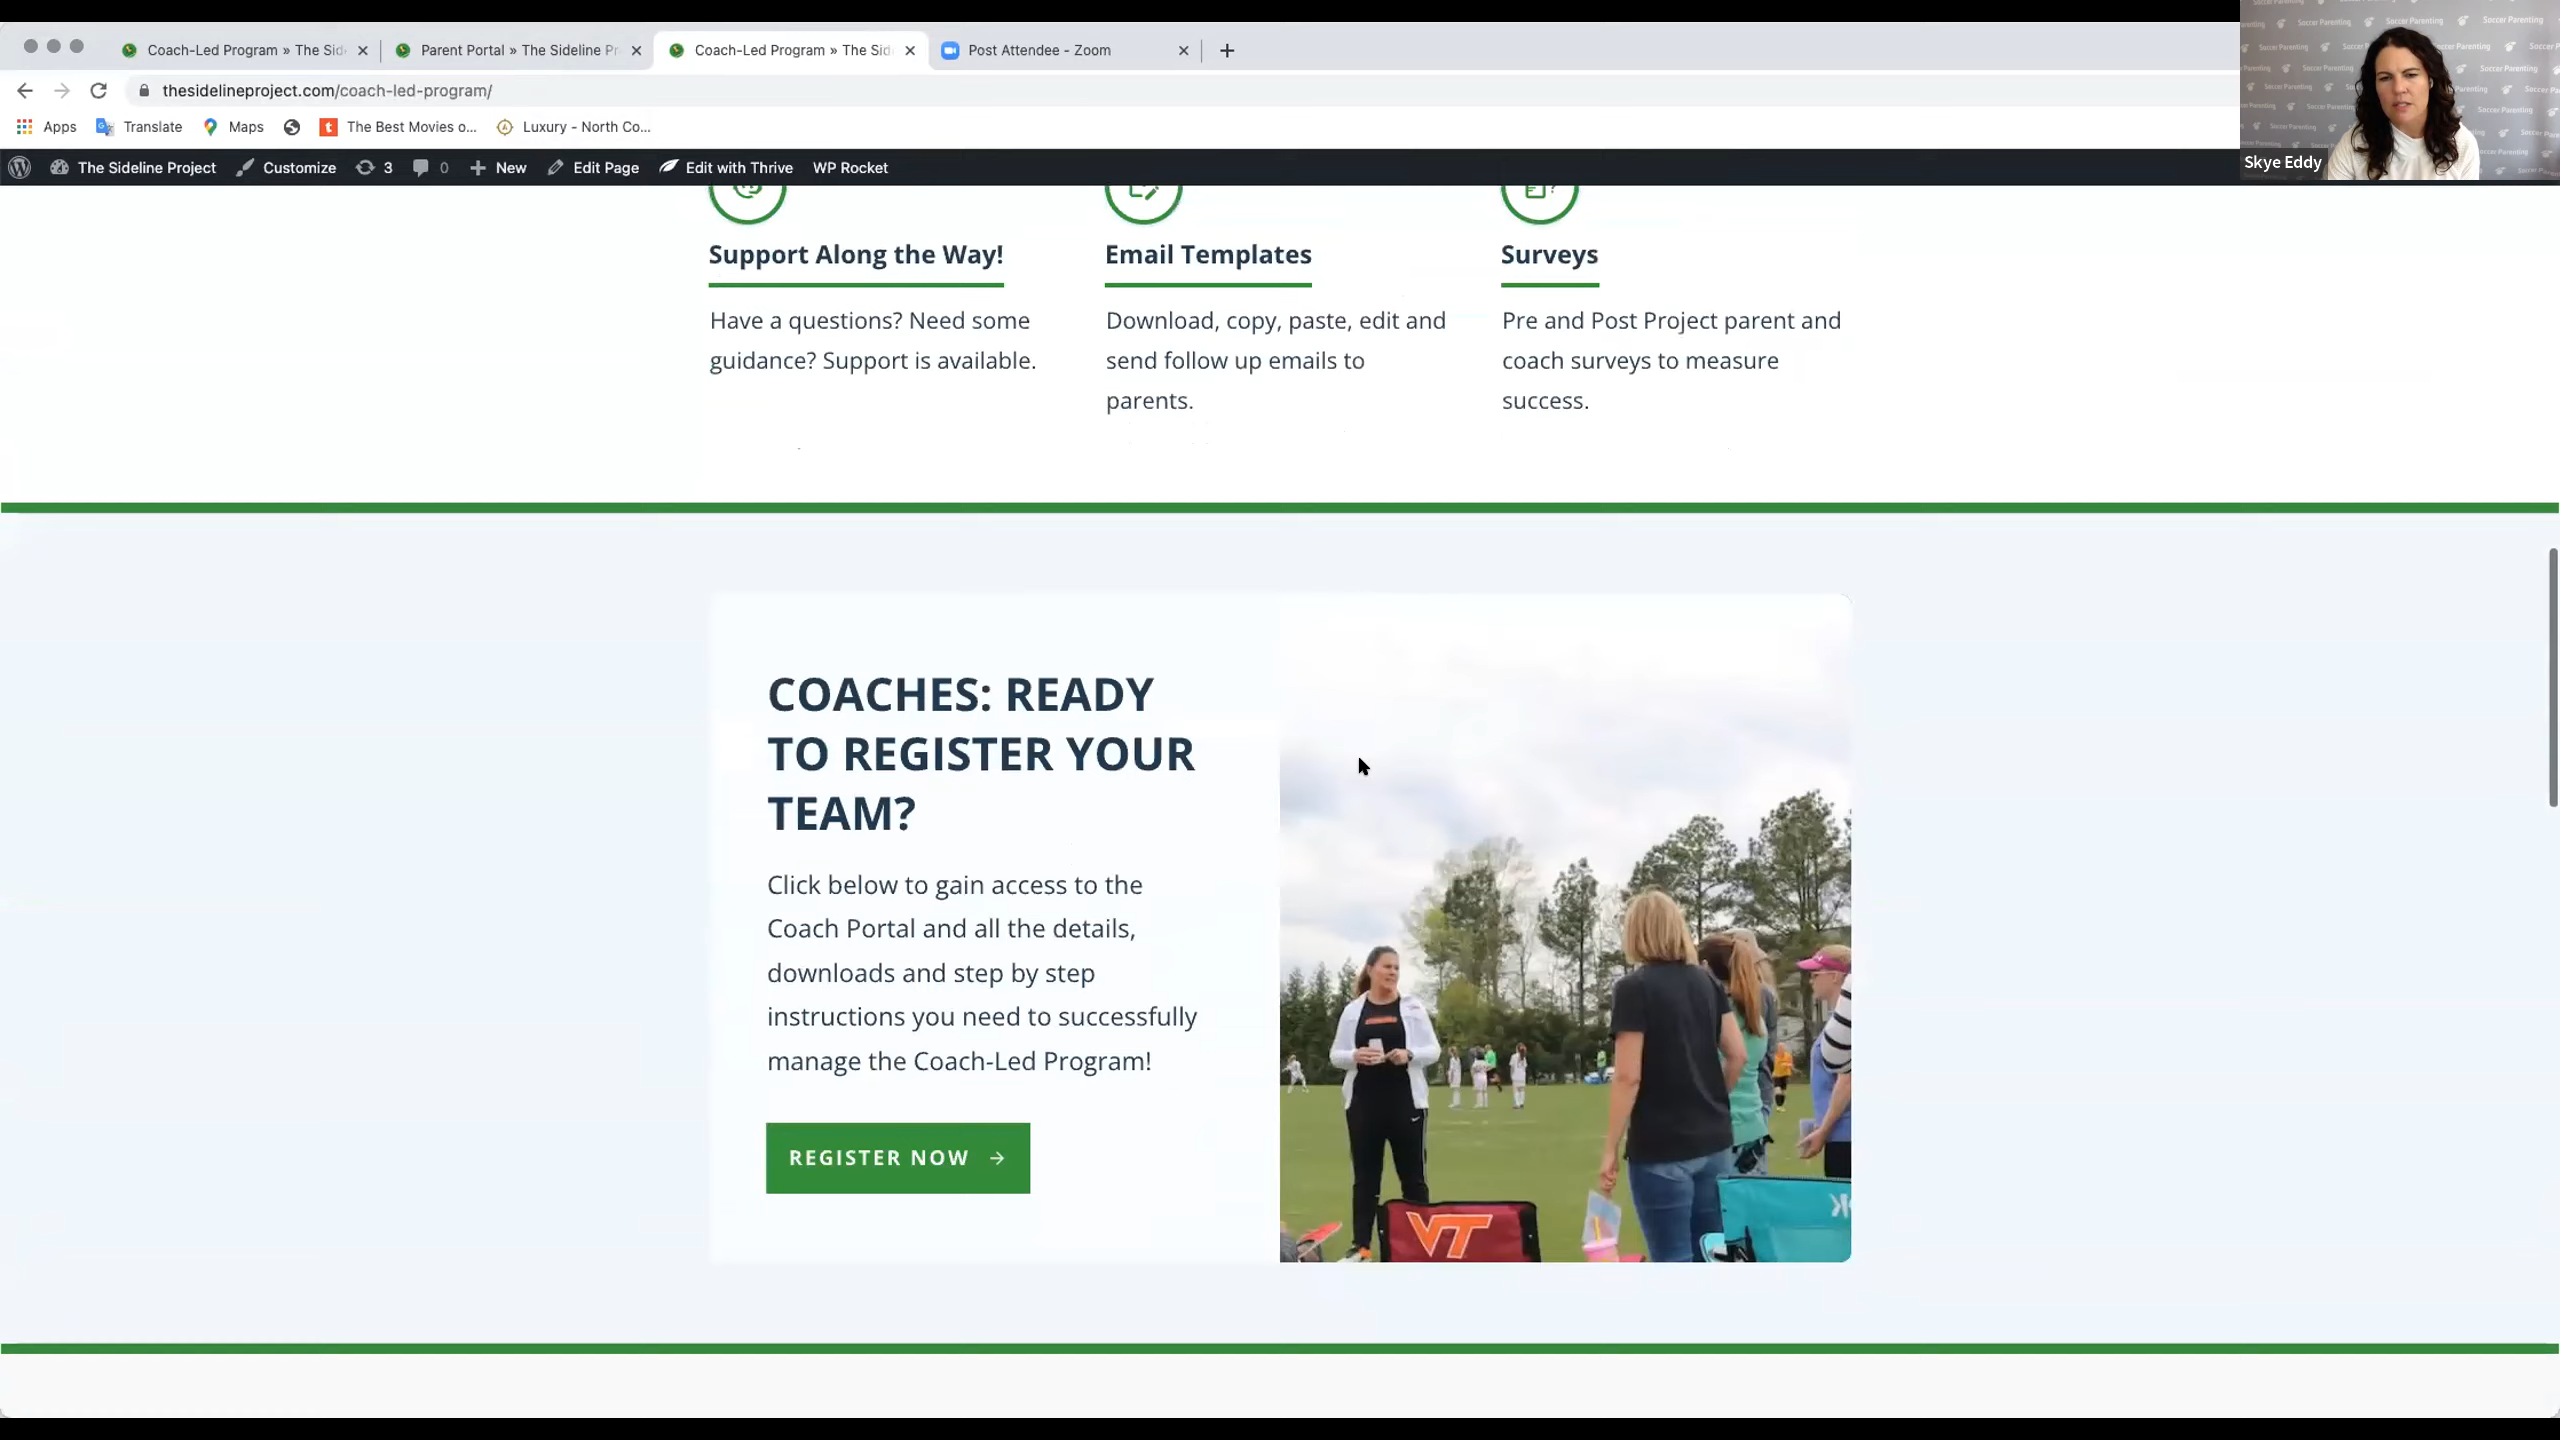 Coach-Led Program » The Sid
Parent Portal » The Sideline Pr
Coach-Led Program » The Sid
Post Attendee - Zoom
thesidelineproject.com/coach-led-program/
Apps
Translate
Maps
The Best Movies o...
Luxury - North Co...
The Sideline Project
Customize
3
0
New
Edit Page
Edit with Thrive
WP Rocket
Soccer Parenting
Skye Eddy
Support Along the Way!
Have a questions? Need some
guidance? Support is available.
Email Templates
Download, copy, paste, edit and
send follow up emails to
parents.
Surveys
Pre and Post Project parent and
coach surveys to measure
success.
COACHES: READY
TO REGISTER YOUR
TEAM?
Click below to gain access to the
Coach Portal and all the details,
downloads and step by step
instructions you need to successfully
manage the Coach-Led Program!
REGISTER NOW →
VT